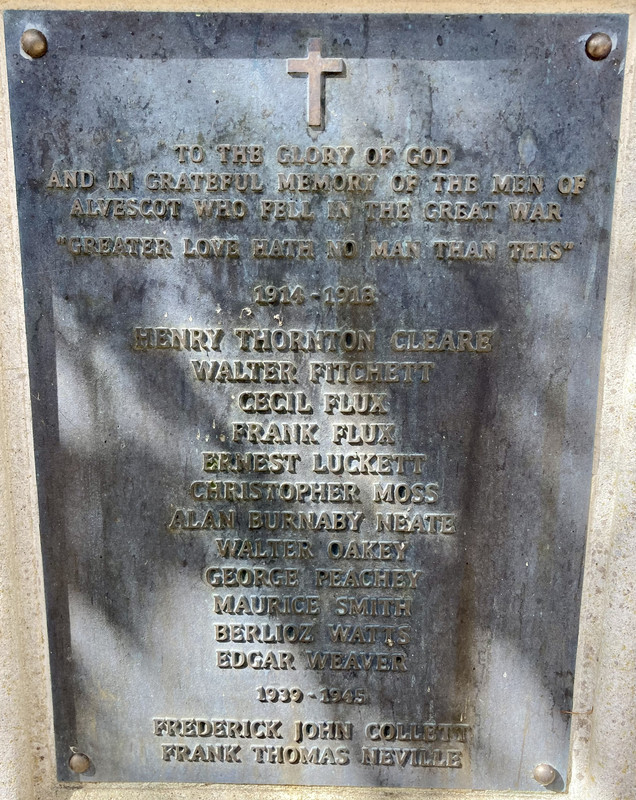 TO THE GLORY OF GOD
AND IN GRATEFUL MEMORY OF THE MEN OF
ALVESCOT WHO FELL IN THE GREAT WAR
"GREATER LOVE HATH NO MAN THAN THIS"
1914 - 1918
HENRY THORNTON CLEARE
WALTER FITCHETT
CECIL FLUX
FRANK FLUX
ERNEST LUCKETT
CHRISTOPHER MOSS
ALAN BURNABY NEATE
WALTER OAKEY
GEORGE PEACHEY
MAURICE SMITH
BERLIOZ WATTS
EDGAR WEAVER
1939 - 1945
FREDERICK JOHN COLLETT
FRANK THOMAS NEVILLE